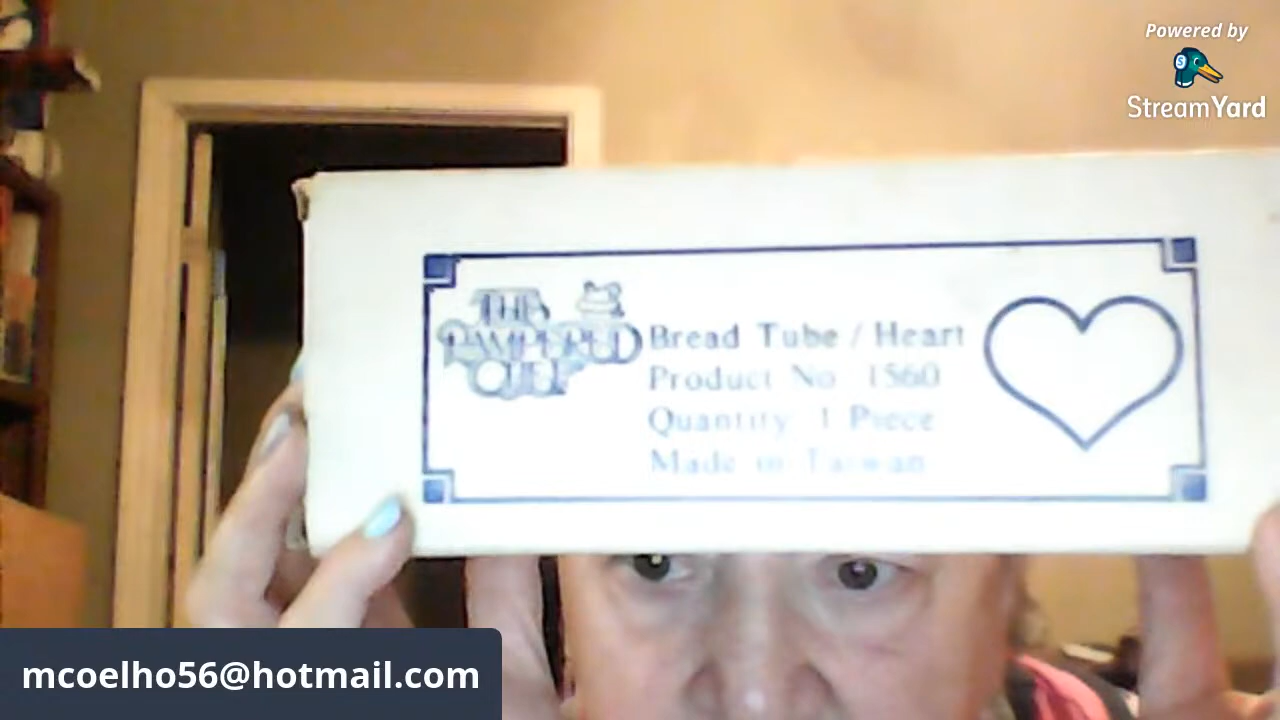 Powered by
StreamYard
THE
PAMPERED
CHEF
Bread Tube / Heart
Product No. 1560
Quantity: 1 Piece
Made in Taiwan
mcoelho56@hotmail.com